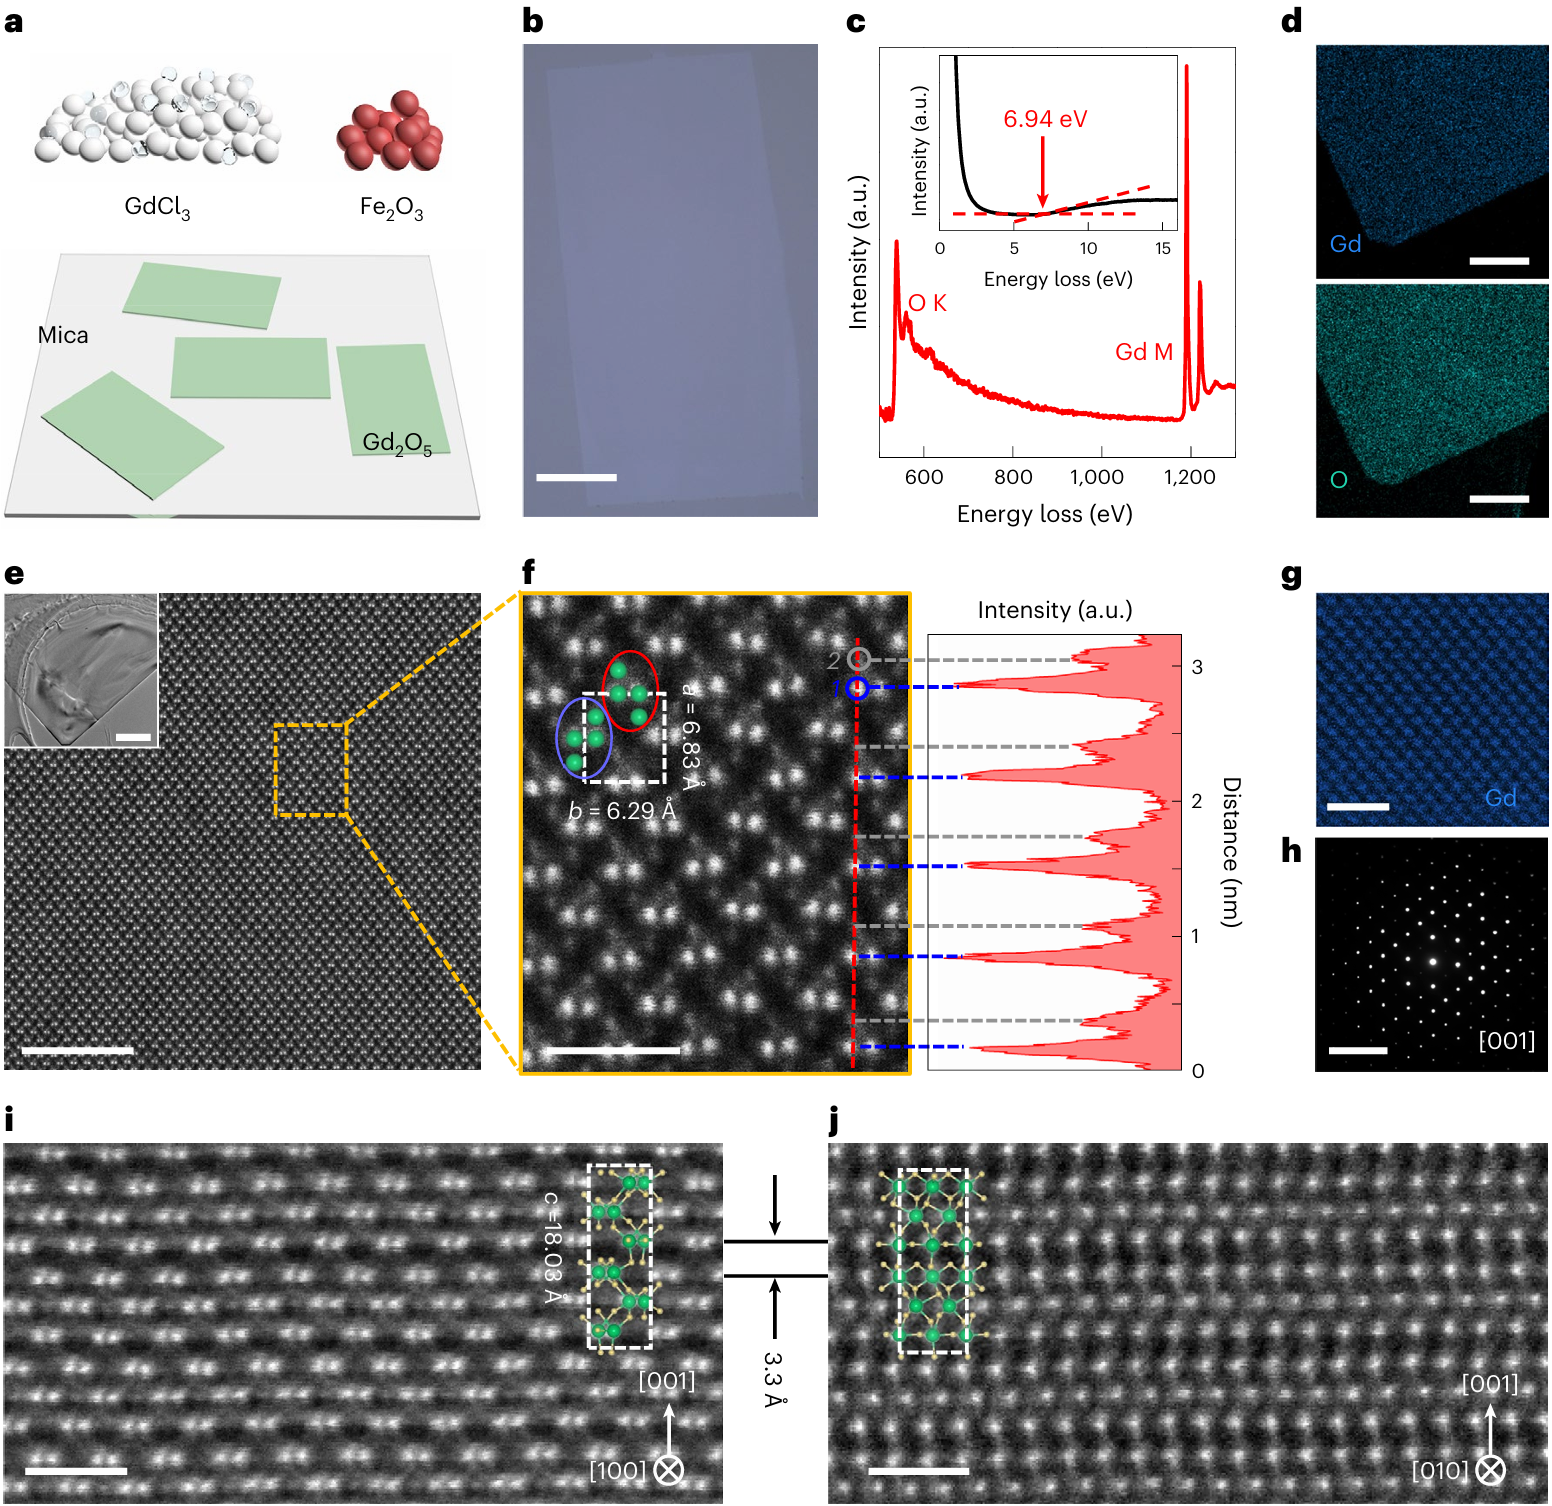 a
GdCl3
Fe2O3
Mica
Gd2O5
b
c
Intensity (a.u.)
Intensity (a.u.)
6.94 eV
0
5
10
15
Energy loss (eV)
O K
Gd M
600
800
1,000
1,200
Energy loss (eV)
d
Gd
O
e
f
2
1
a = 6.83 Å
b = 6.29 Å
Intensity (a.u.)
3
2
1
0
Distance (nm)
g
Gd
h
[001]
i
c=18.03 Å
[001]
[100]
3.3 Å
j
[001]
[010]